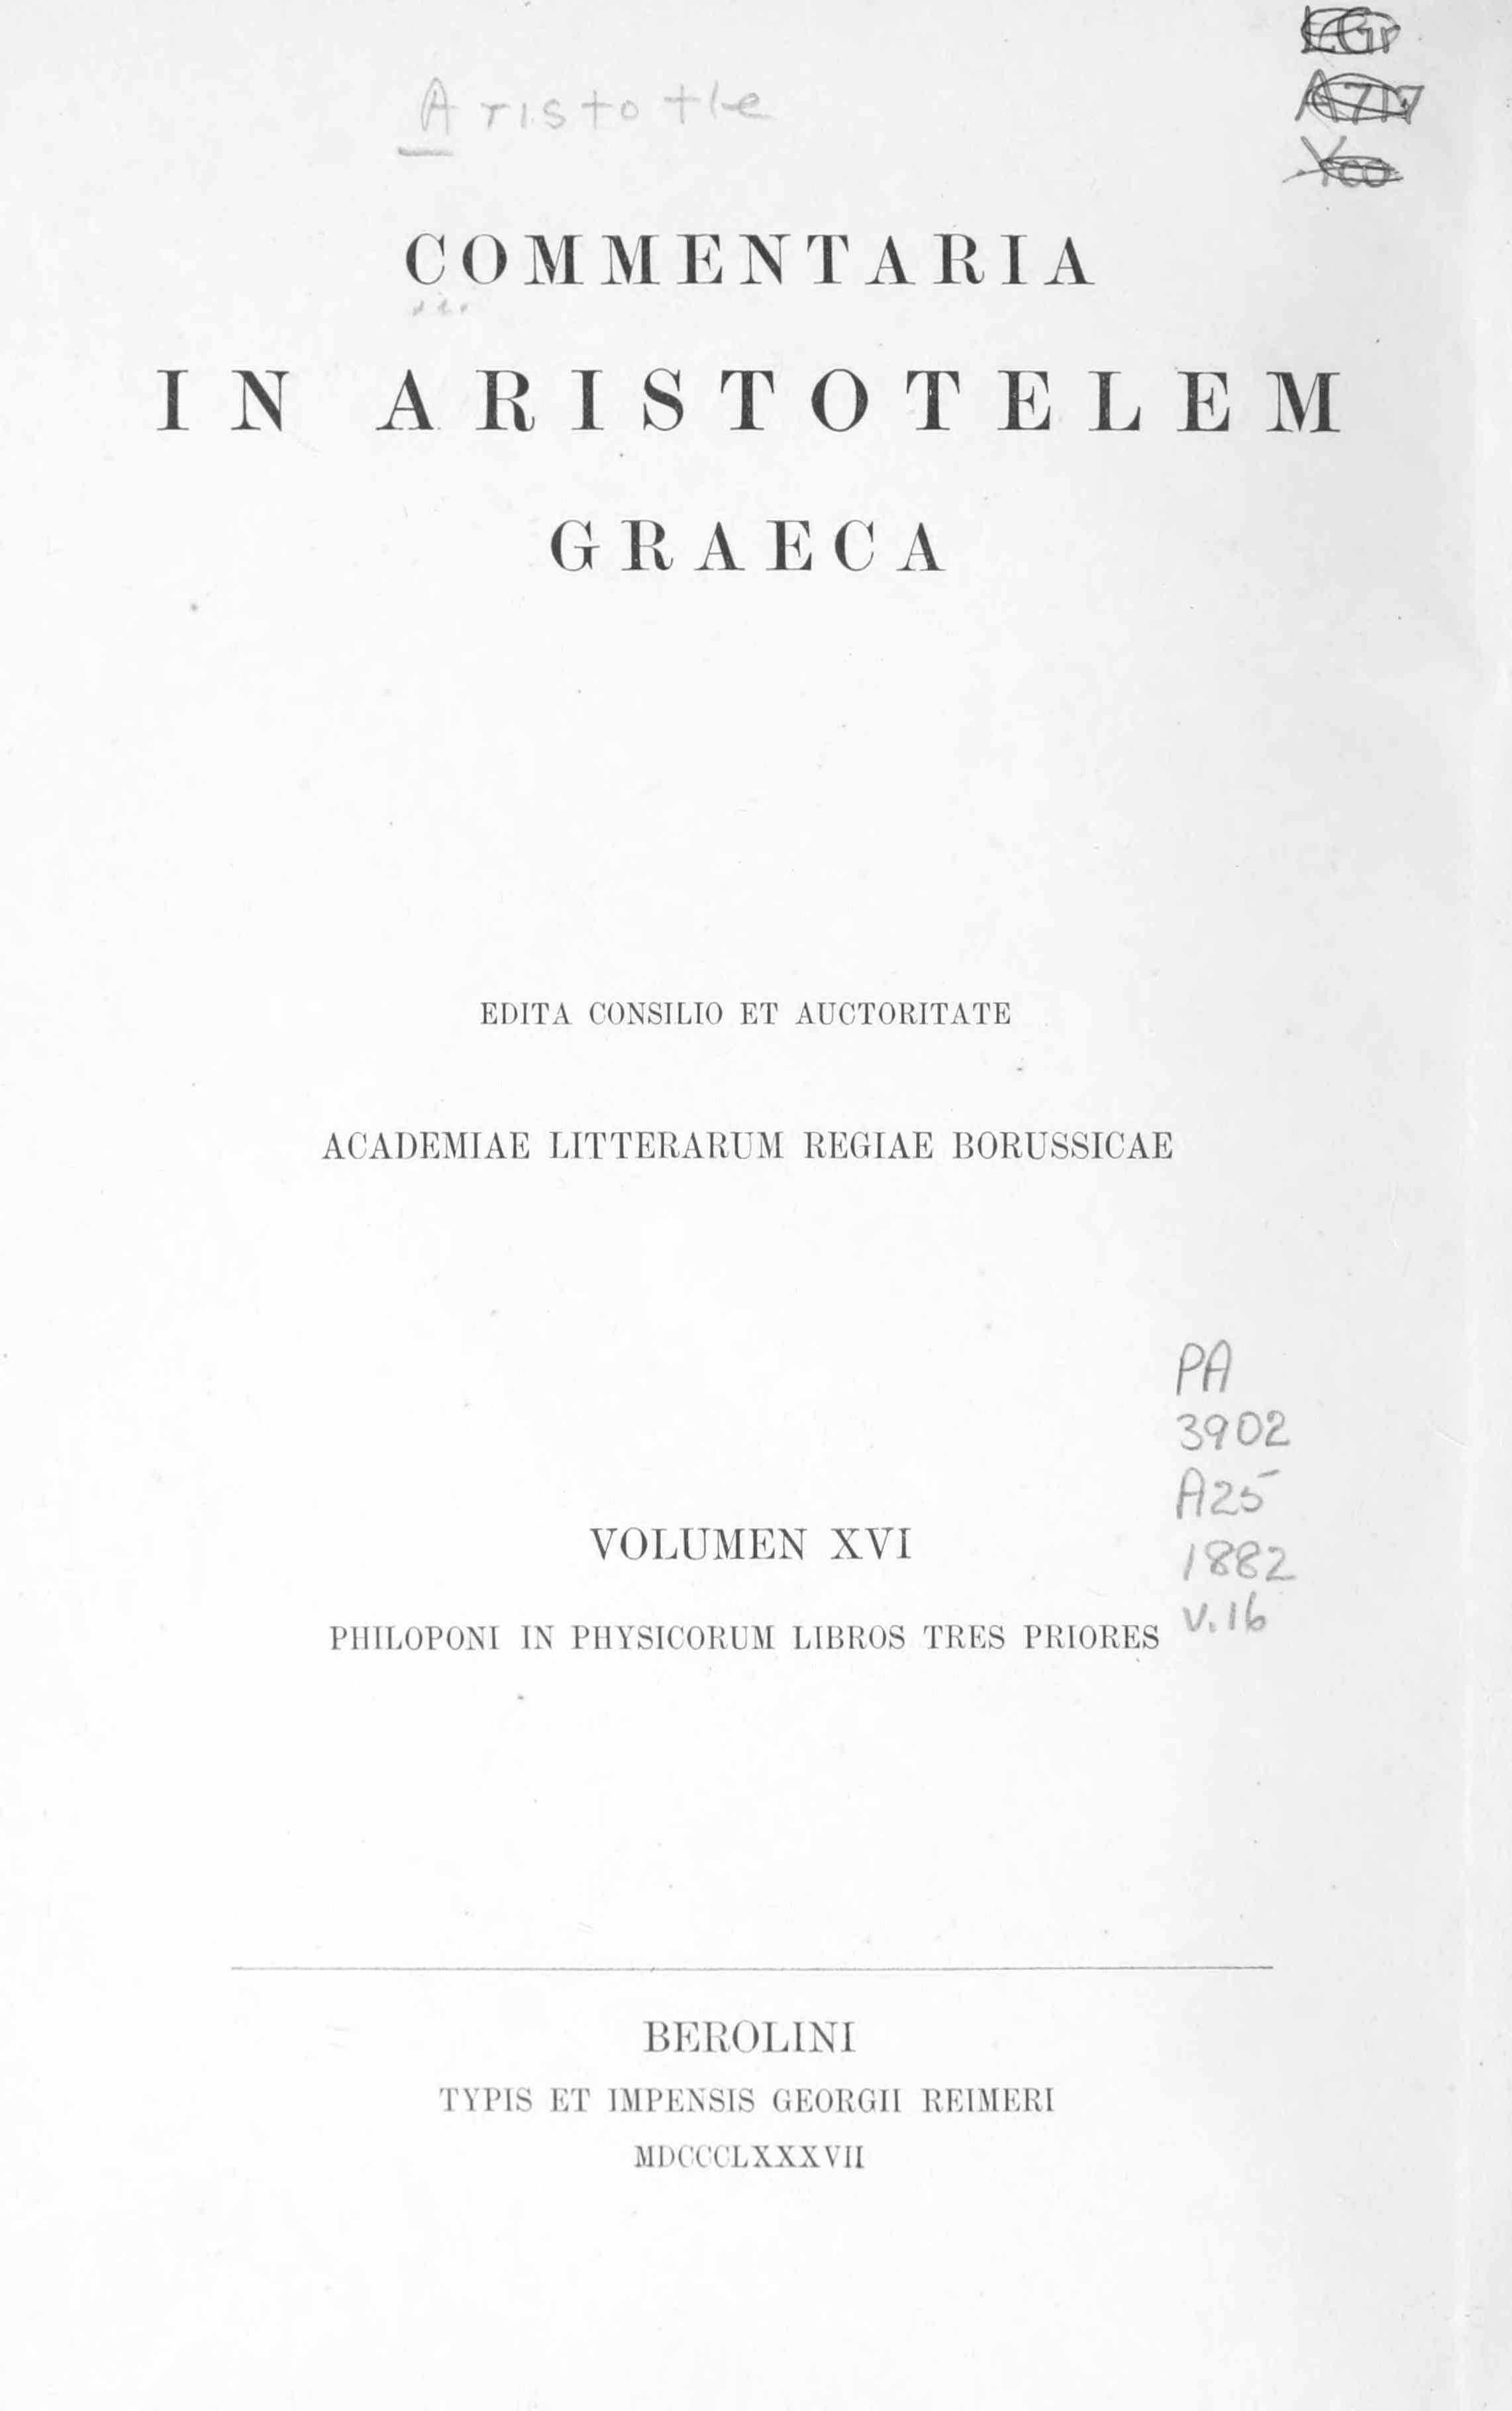 Aristotle
COMMENTARIA
IN ARISTOTELEM
GRAECA
EDITA CONSILIO ET AUCTORITATE
ACADEMIAE LITTERARUM REGIAE BORUSSICAE
PA
3902
A25
1882
v.16
VOLUMEN XVI
PHILOPONI IN PHYSICORUM LIBROS TRES PRIORES
BEROLINI
TYPIS ET IMPENSIS GEORGII REIMERI
MDCCCLXXXVII